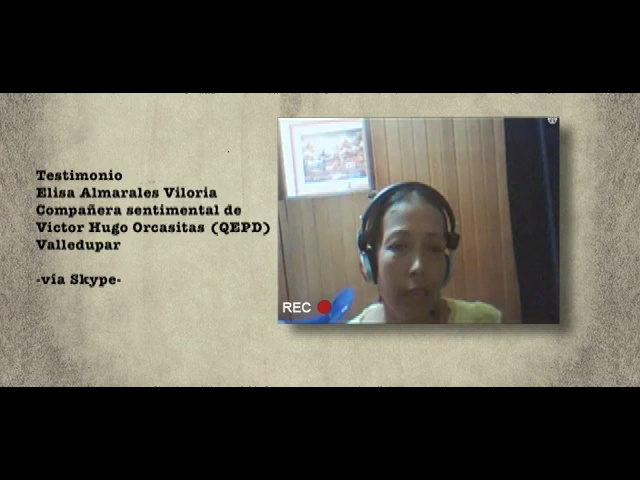 Testimonio
Elisa Almarales Viloria
Compañera sentimental de
Victor Hugo Orcasitas (QEPD)
Valledupar
-vía Skype-
REC